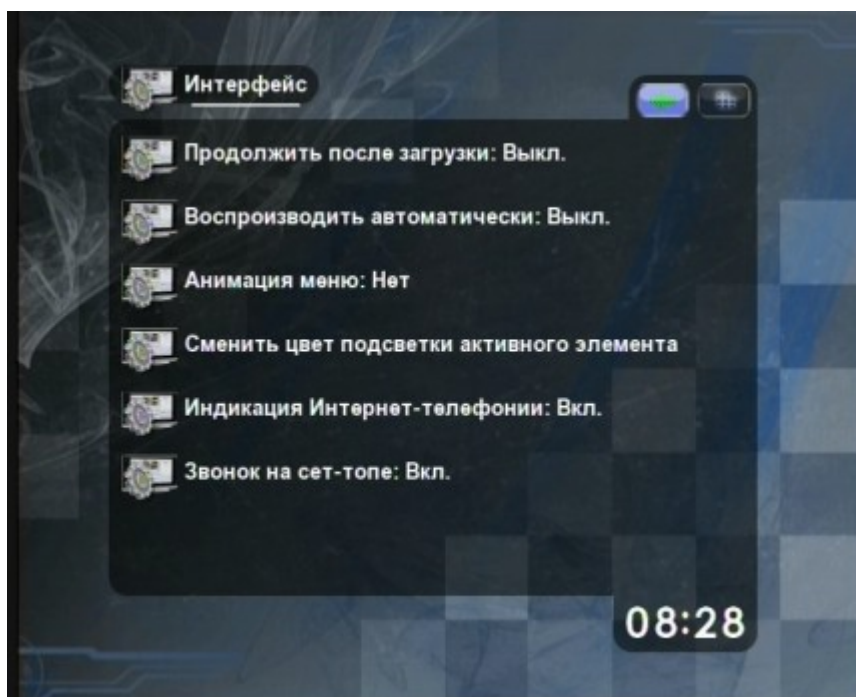 Интерфейс
Продолжить после загрузки: Выкл.
Воспроизводить автоматически: Выкл.
Анимация меню: Нет
Сменить цвет подсветки активного элемента
Индикация Интернет-телефонии: Вкл.
Звонок на сет-топе: Вкл.
08:28